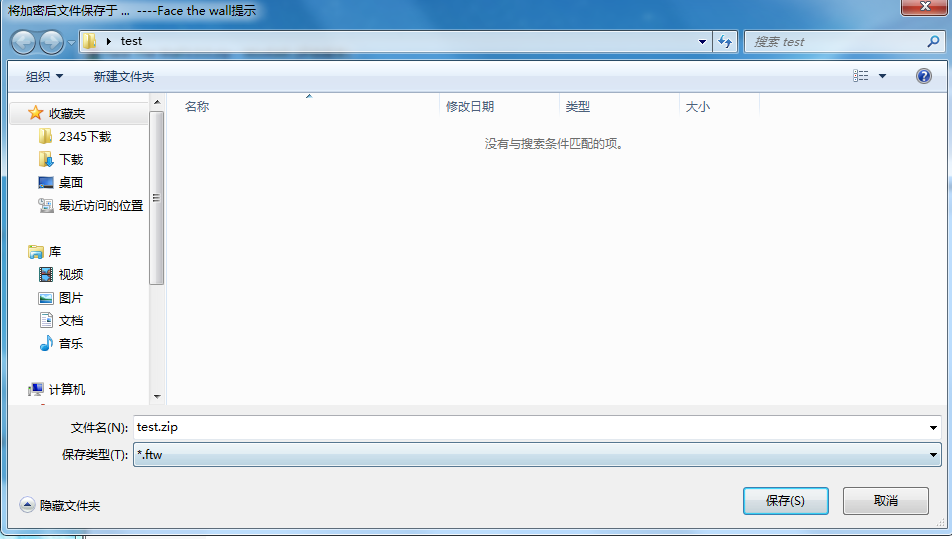 将加密后文件保存于 ... ----Face the wall提示
test
搜索 test
组织 新建文件夹
收藏夹
2345下载
下载
桌面
最近访问的位置
库
视频
图片
文档
音乐
计算机
名称 修改日期 类型 大小
没有与搜索条件匹配的项。
文件名(N): test.zip
保存类型(T): *.ftw
隐藏文件夹 保存(S) 取消